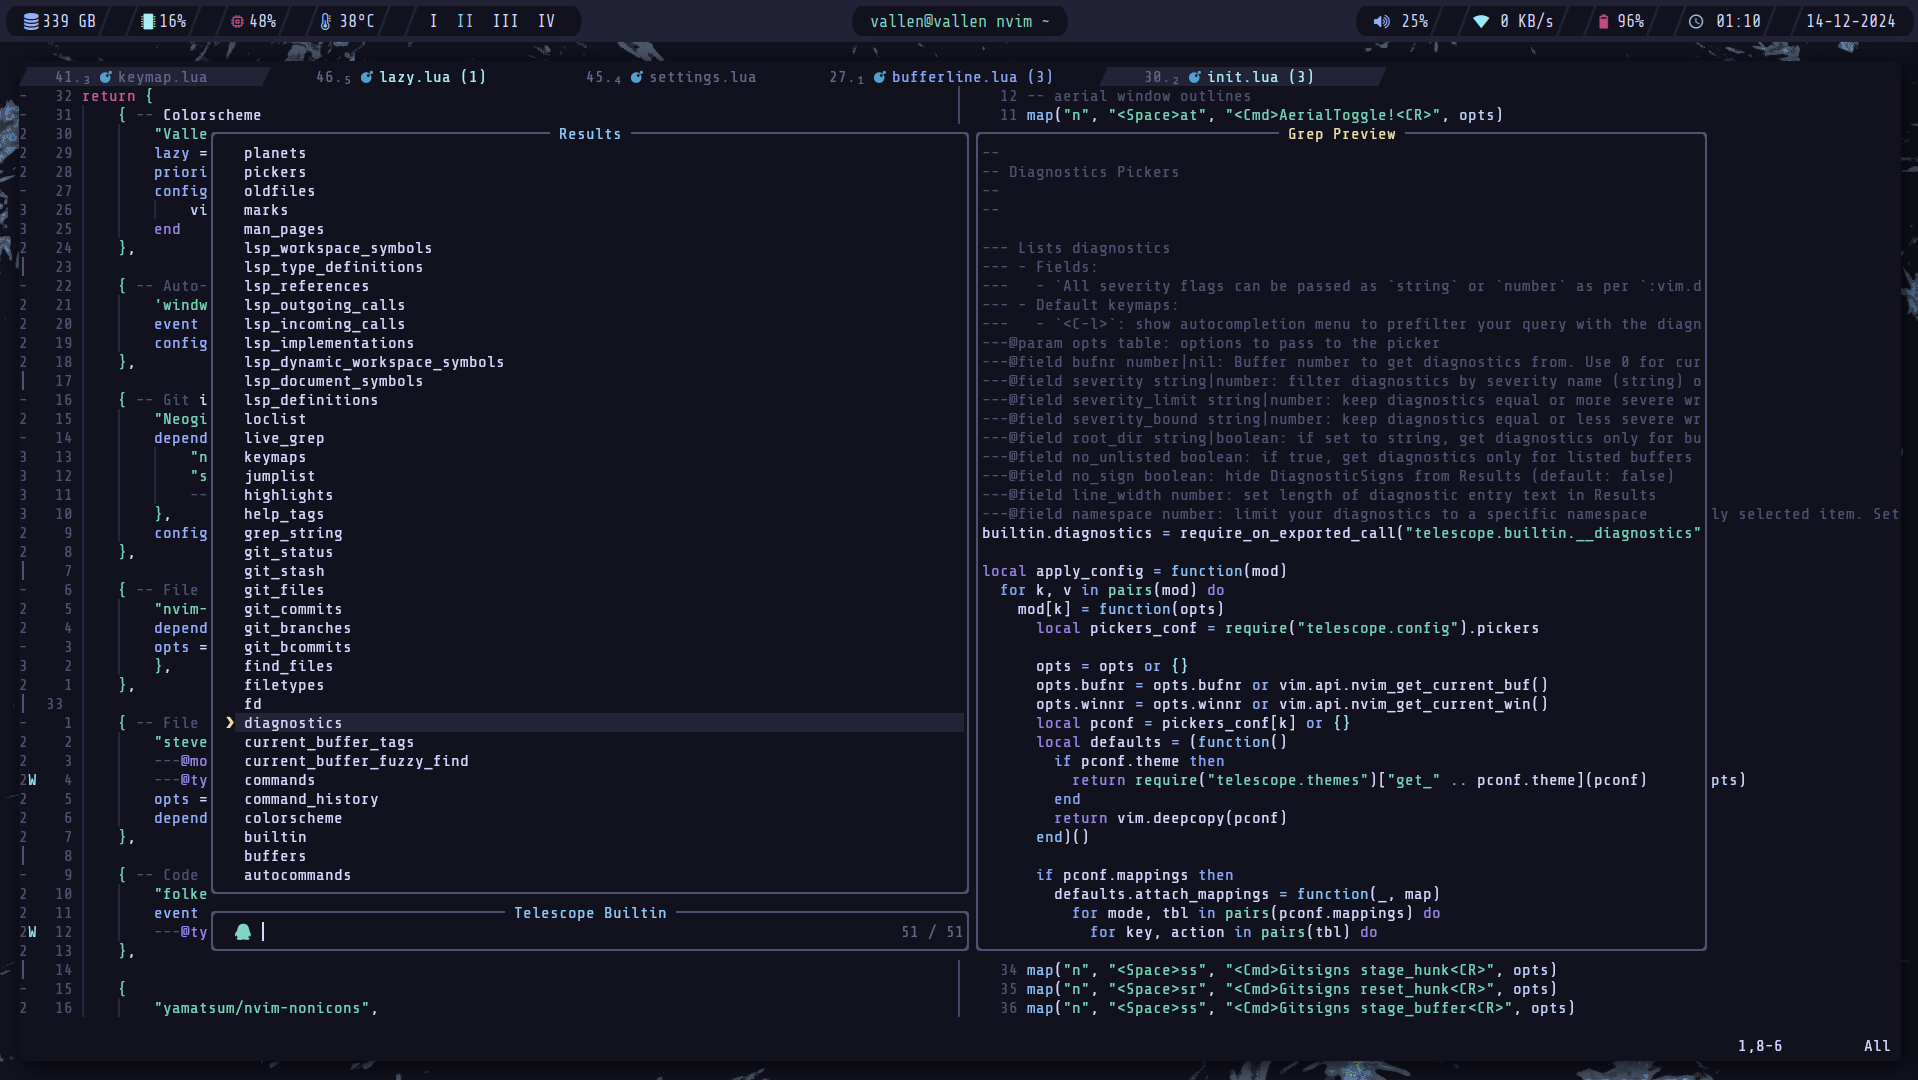 339 GB 16% 48% 38°C I II III IV vallen@vallen nvim ~ 25% 0 KB/s 96% 01:10 14-12-2024
41.3 keymap.lua 46.5 lazy.lua (1) 45.4 settings.lua 27.1 bufferline.lua (3) 30.2 init.lua (3)
- 32 return {
- 31 { -- Colorscheme
2 30 "Valle
2 29 lazy =
2 28 priori
- 27 config
3 26 vi
3 25 end
2 24 },
23
- 22 { -- Auto-
2 21 'windw
2 20 event
2 19 config
2 18 },
17
- 16 { -- Git i
2 15 "Neogi
- 14 depend
3 13 "n
3 12 "s
3 11 --
3 10 },
2 9 config
2 8 },
7
- 6 { -- File
2 5 "nvim-
2 4 depend
- 3 opts =
3 2 },
2 1 },
33
- 1 { -- File
2 2 "steve
2 3 ---@mo
2W 4 ---@ty
2 5 opts =
2 6 depend
2 7 },
8
- 9 { -- Code
2 10 "folke
2 11 event
2W 12 ---@ty
2 13 },
14
- 15 {
2 16 "yamatsum/nvim-nonicons",
Results
planets
pickers
oldfiles
marks
man_pages
lsp_workspace_symbols
lsp_type_definitions
lsp_references
lsp_outgoing_calls
lsp_incoming_calls
lsp_implementations
lsp_dynamic_workspace_symbols
lsp_document_symbols
lsp_definitions
loclist
live_grep
keymaps
jumplist
highlights
help_tags
grep_string
git_status
git_stash
git_files
git_commits
git_branches
git_bcommits
find_files
filetypes
fd
❯ diagnostics
current_buffer_tags
current_buffer_fuzzy_find
commands
command_history
colorscheme
builtin
buffers
autocommands
Telescope Builtin
51 / 51
12 -- aerial window outlines
11 map("n", "<Space>at", "<Cmd>AerialToggle!<CR>", opts)
Grep Preview
--
-- Diagnostics Pickers
--
--
--- Lists diagnostics
--- - Fields:
---   - `All severity flags can be passed as `string` or `number` as per `:vim.d
--- - Default keymaps:
---   - `<C-l>`: show autocompletion menu to prefilter your query with the diagn
---@param opts table: options to pass to the picker
---@field bufnr number|nil: Buffer number to get diagnostics from. Use 0 for cur
---@field severity string|number: filter diagnostics by severity name (string) o
---@field severity_limit string|number: keep diagnostics equal or more severe wr
---@field severity_bound string|number: keep diagnostics equal or less severe wr
---@field root_dir string|boolean: if set to string, get diagnostics only for bu
---@field no_unlisted boolean: if true, get diagnostics only for listed buffers
---@field no_sign boolean: hide DiagnosticSigns from Results (default: false)
---@field line_width number: set length of diagnostic entry text in Results
---@field namespace number: limit your diagnostics to a specific namespace ly selected item. Set
builtin.diagnostics = require_on_exported_call("telescope.builtin.__diagnostics"
local apply_config = function(mod)
for k, v in pairs(mod) do
mod[k] = function(opts)
local pickers_conf = require("telescope.config").pickers
opts = opts or {}
opts.bufnr = opts.bufnr or vim.api.nvim_get_current_buf()
opts.winnr = opts.winnr or vim.api.nvim_get_current_win()
local pconf = pickers_conf[k] or {}
local defaults = (function()
if pconf.theme then
return require("telescope.themes")["get_" .. pconf.theme](pconf) pts)
end
return vim.deepcopy(pconf)
end)()
if pconf.mappings then
defaults.attach_mappings = function(_, map)
for mode, tbl in pairs(pconf.mappings) do
for key, action in pairs(tbl) do
34 map("n", "<Space>ss", "<Cmd>Gitsigns stage_hunk<CR>", opts)
35 map("n", "<Space>sr", "<Cmd>Gitsigns reset_hunk<CR>", opts)
36 map("n", "<Space>ss", "<Cmd>Gitsigns stage_buffer<CR>", opts)
1,8-6 All